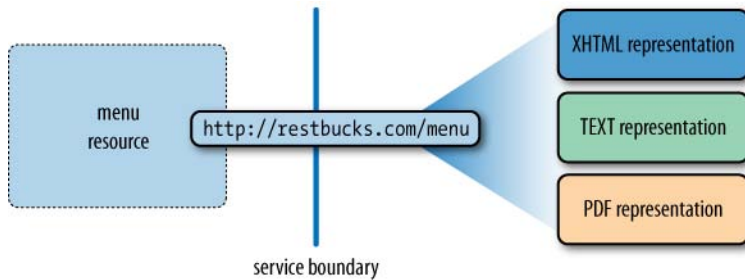 menu
resource
http://restbucks.com/menu
service boundary
XHTML representation
TEXT representation
PDF representation